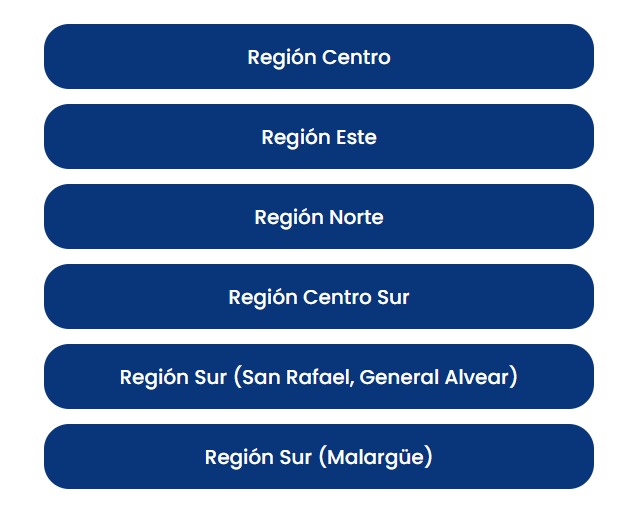 Región Centro
Región Este
Región Norte
Región Centro Sur
Región Sur (San Rafael, General Alvear)
Región Sur (Malargüe)